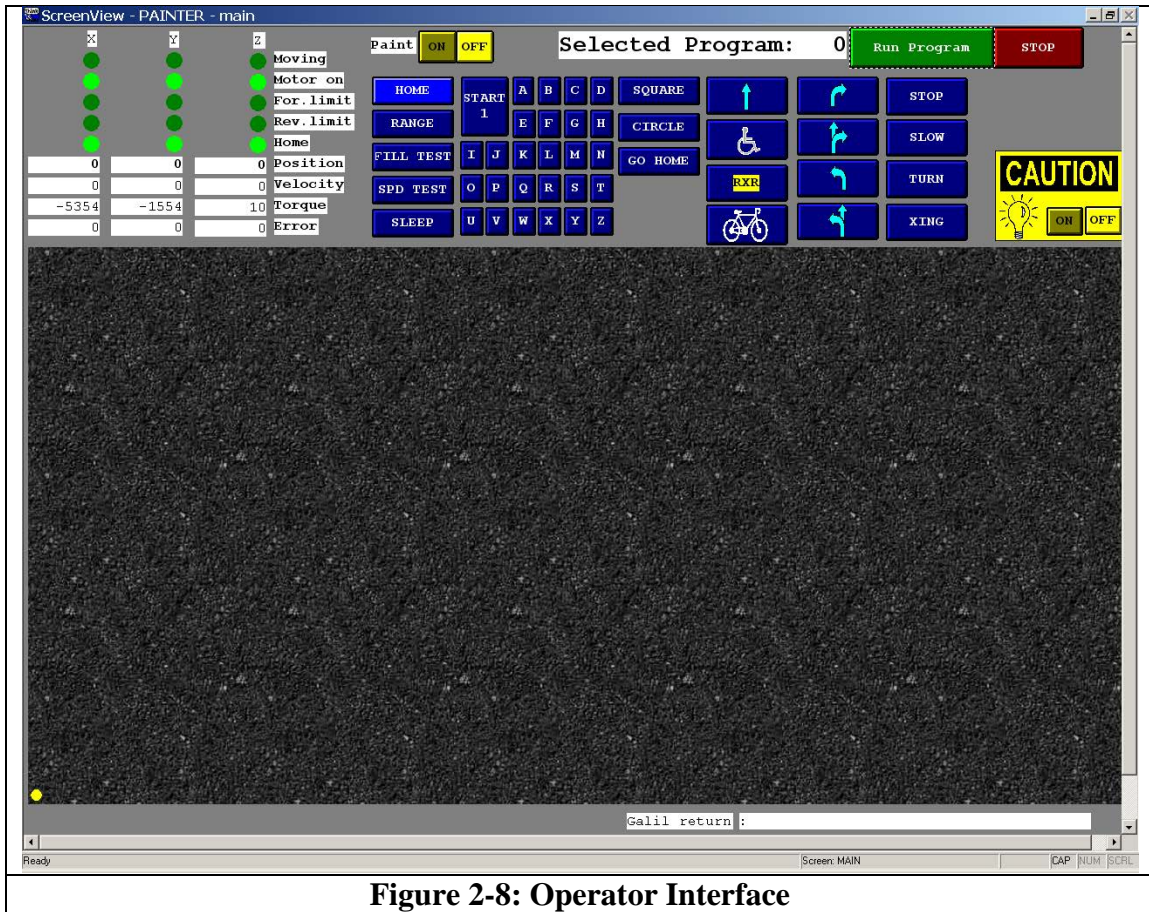 ScreenView - PAINTER - main
X Y Z
Moving
Motor on
For.limit
Rev.limit
Home
0 0 0 Position
0 0 0 Velocity
-5354 -1554 10 Torque
0 0 0 Error
Paint ON OFF
Selected Program: 0
Run Program
STOP
HOME
RANGE
FILL TEST
SPD TEST
SLEEP
START
1
A B C D
E F G H
I J K L M N
O P Q R S T
U V W X Y Z
SQUARE
CIRCLE
GO HOME
RXR
STOP
SLOW
TURN
XING
CAUTION
ON OFF
Galil return :
Ready
Screen: MAIN
CAP NUM SCRL
Figure 2-8: Operator Interface